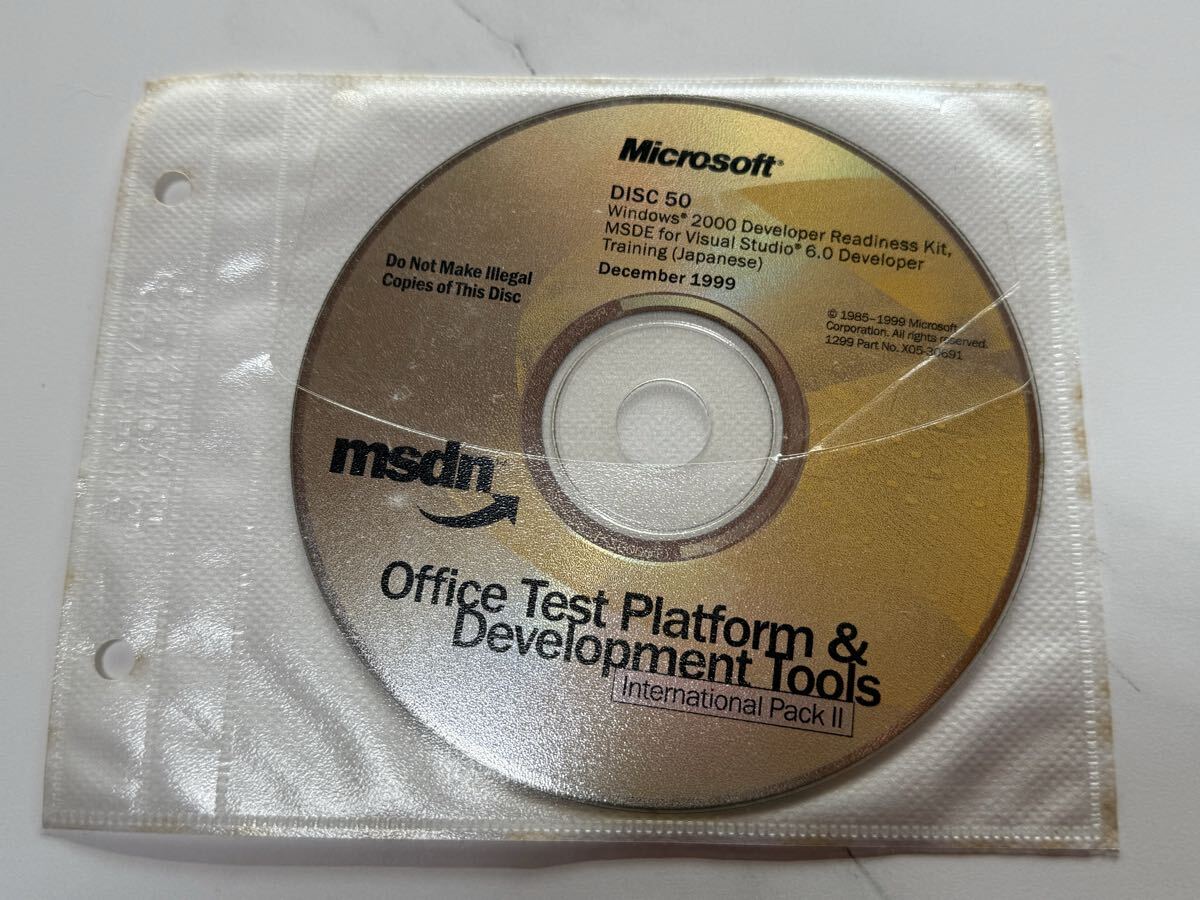 Microsoft®
DISC 50
Windows® 2000 Developer Readiness Kit,
MSDE for Visual Studio® 6.0 Developer
Training (Japanese)
December 1999
Do Not Make Illegal
Copies of This Disc
© 1985–1999 Microsoft
Corporation. All rights reserved.
1299 Part No. X05-30691
msdn™
Office Test Platform &
Development Tools
International Pack II